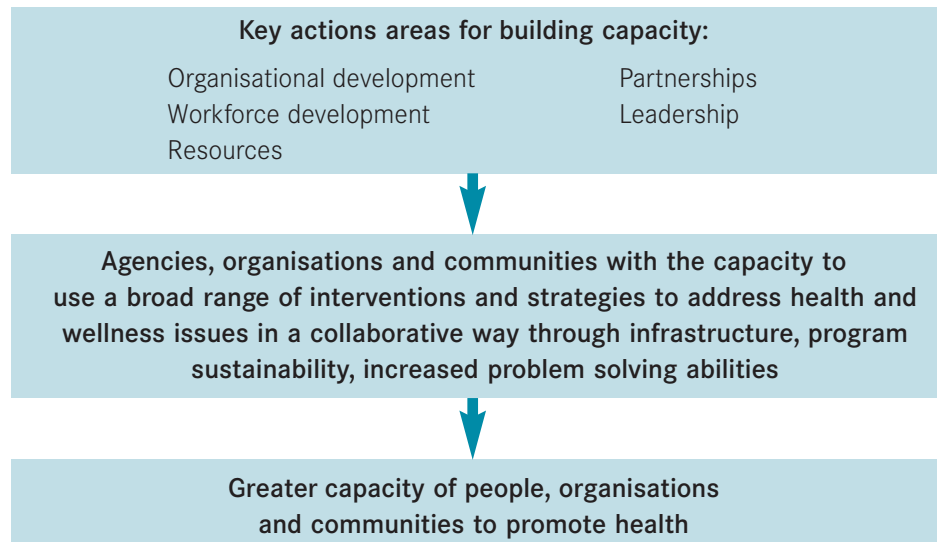 Key actions areas for building capacity:
Organisational development
Workforce development
Resources
Partnerships
Leadership
Agencies, organisations and communities with the capacity to
use a broad range of interventions and strategies to address health and
wellness issues in a collaborative way through infrastructure, program
sustainability, increased problem solving abilities
Greater capacity of people, organisations
and communities to promote health